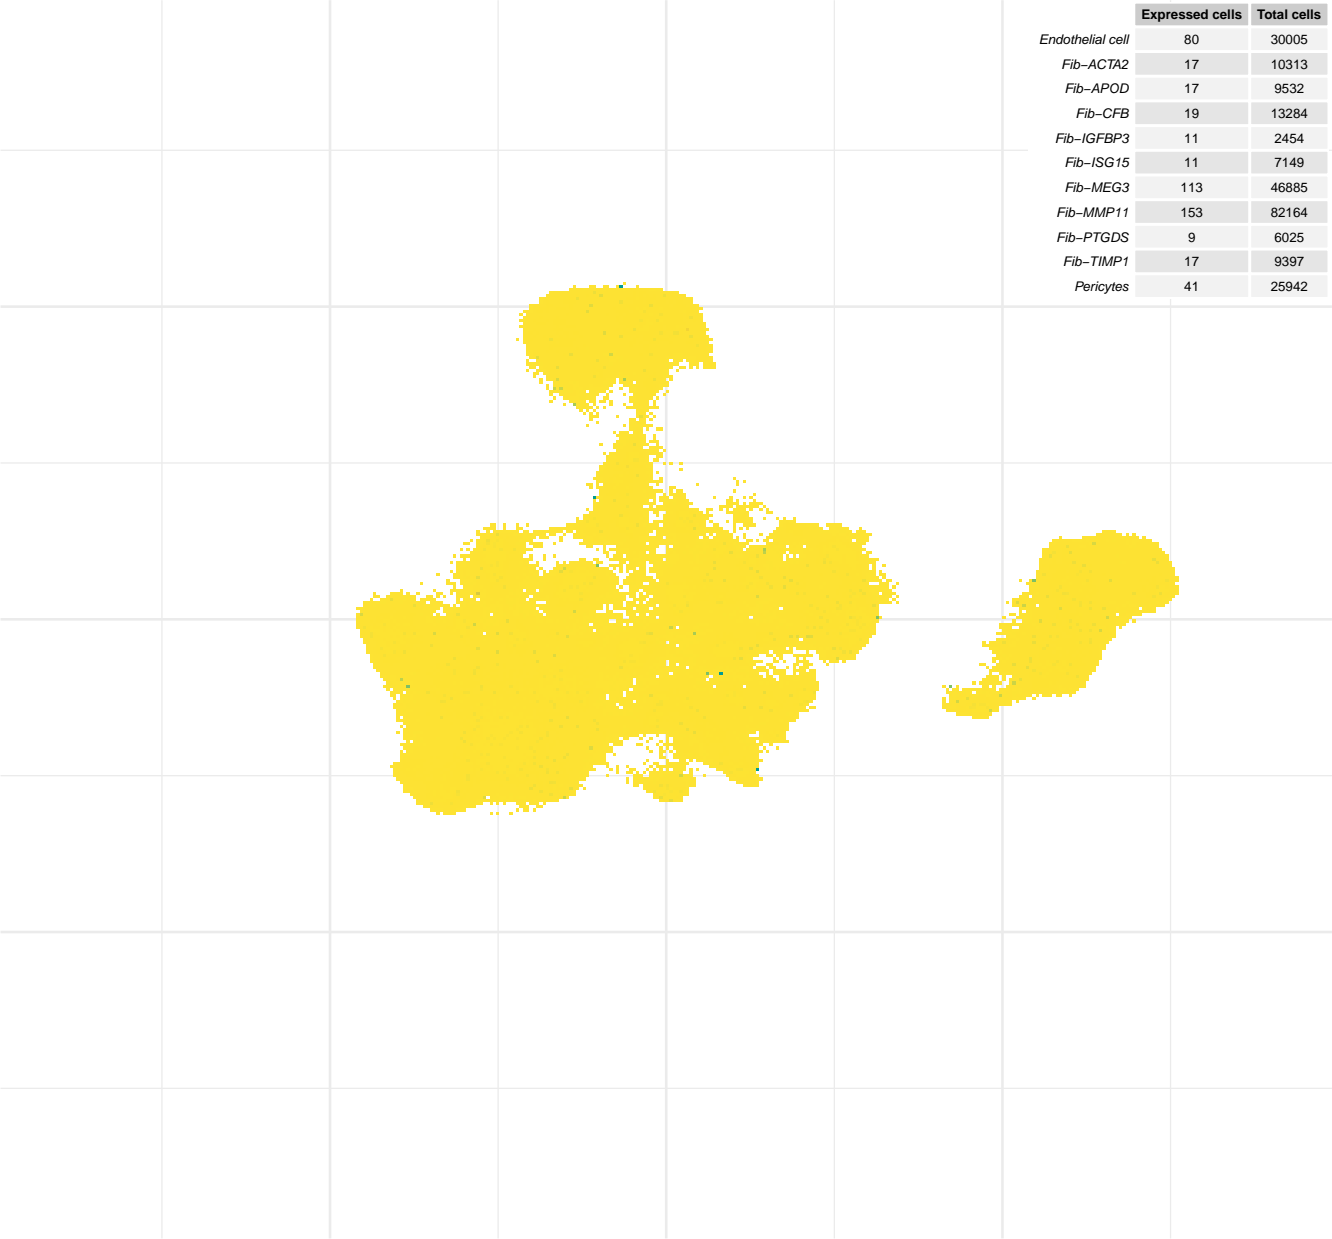 Expressed cells Total cells
Endothelial cell 80 30005
Fib−ACTA2 17 10313
Fib−APOD 17 9532
Fib−CFB 19 13284
Fib−IGFBP3 11 2454
Fib−ISG15 11 7149
Fib−MEG3 113 46885
Fib−MMP11 153 82164
Fib−PTGDS 9 6025
Fib−TIMP1 17 9397
Pericytes 41 25942